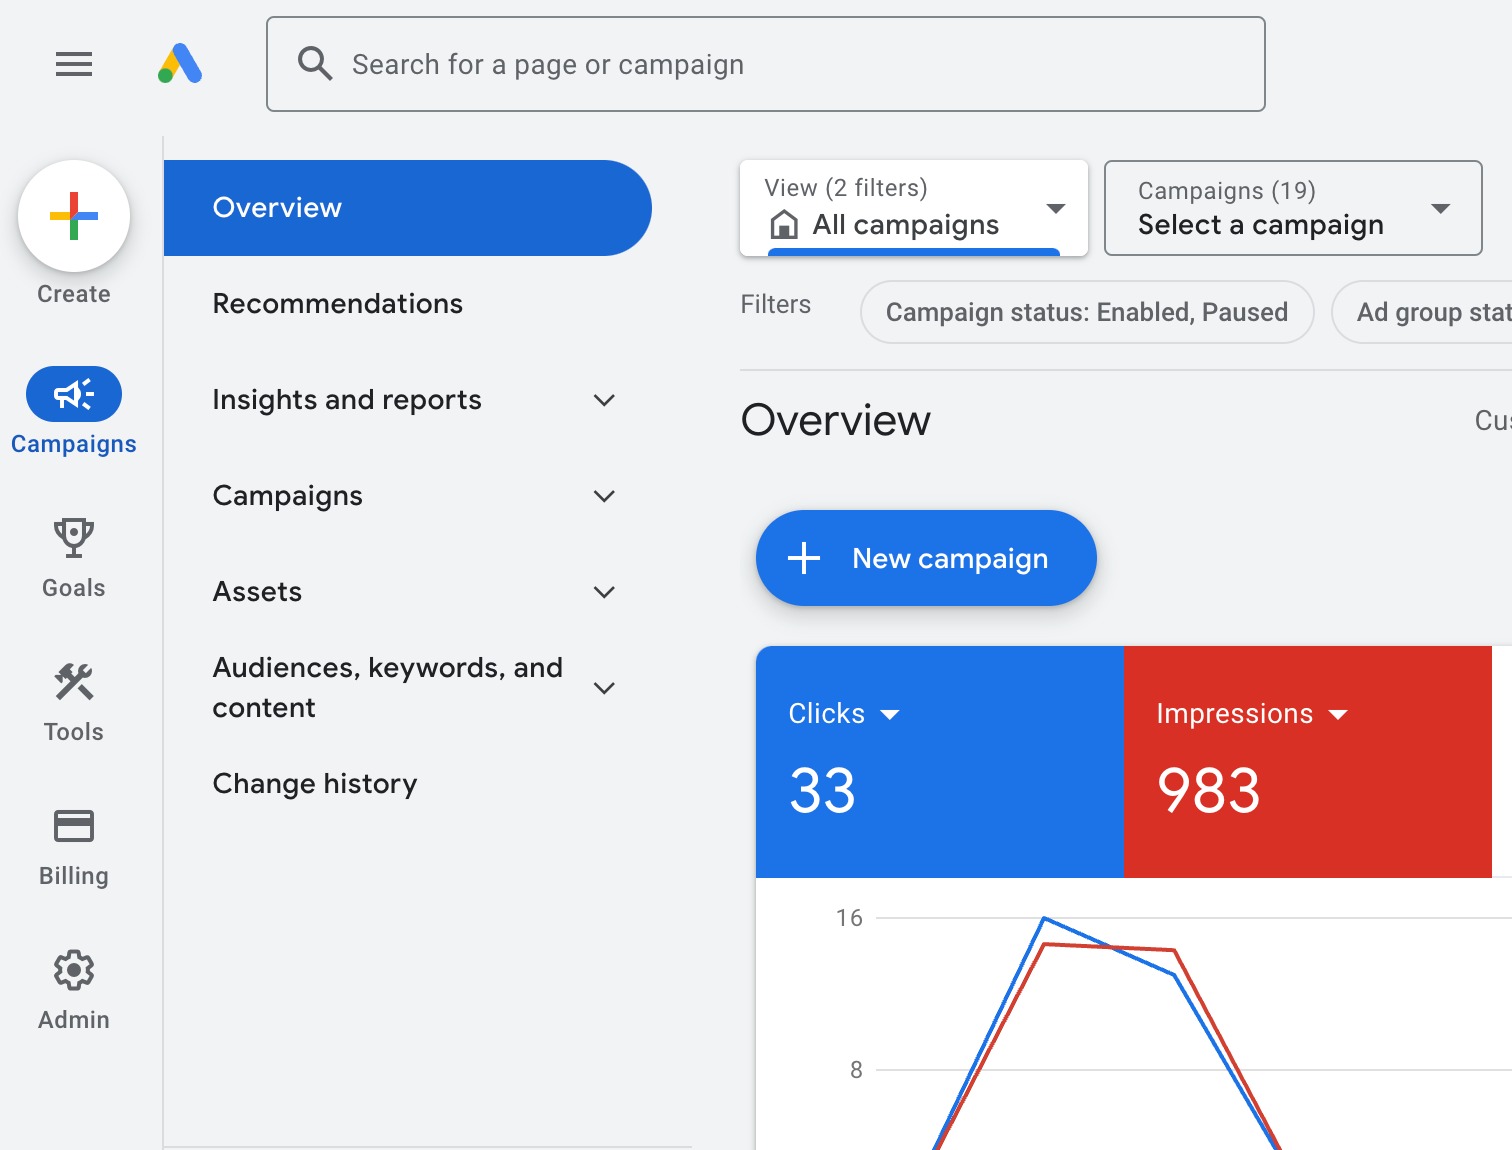 Search for a page or campaign
Create
Campaigns
Goals
Tools
Billing
Admin
Overview
Recommendations
Insights and reports
Campaigns
Assets
Audiences, keywords, and
content
Change history
View (2 filters)
All campaigns
Campaigns (19)
Select a campaign
Filters
Campaign status: Enabled, Paused
Ad group stat
Overview
Cus
New campaign
Clicks
33
Impressions
983
16
8